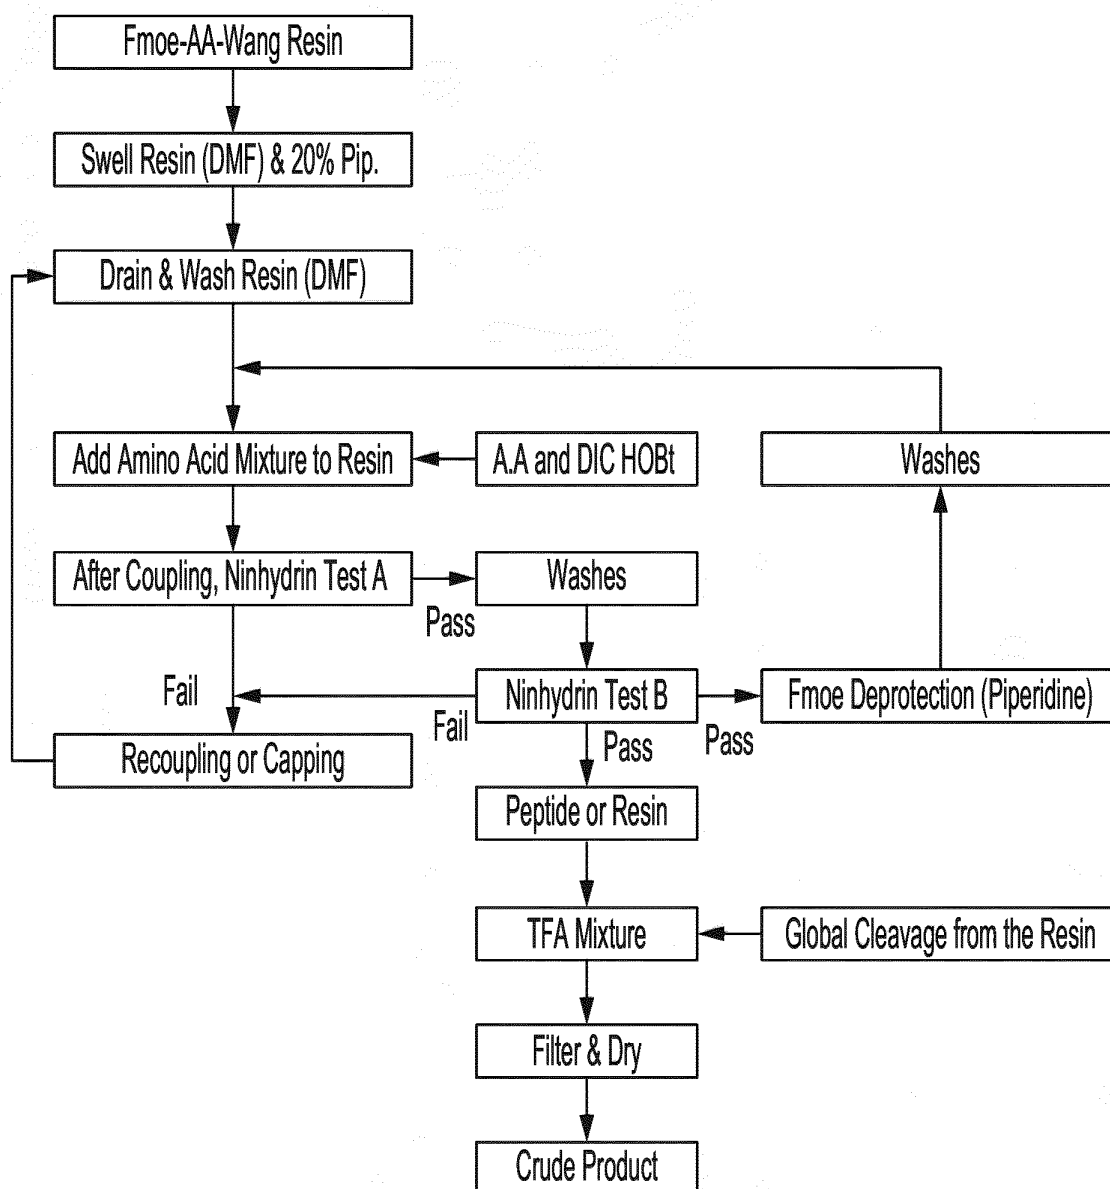 Fmoe-AA-Wang Resin
Swell Resin (DMF) & 20% Pip.
Drain & Wash Resin (DMF)
Add Amino Acid Mixture to Resin
A.A and DIC HOBt
Washes
After Coupling, Ninhydrin Test A
Pass
Washes
Fail
Ninhydrin Test B
Fail
Pass
Pass
Fmoe Deprotection (Piperidine)
Recoupling or Capping
Peptide or Resin
TFA Mixture
Global Cleavage from the Resin
Filter & Dry
Crude Product